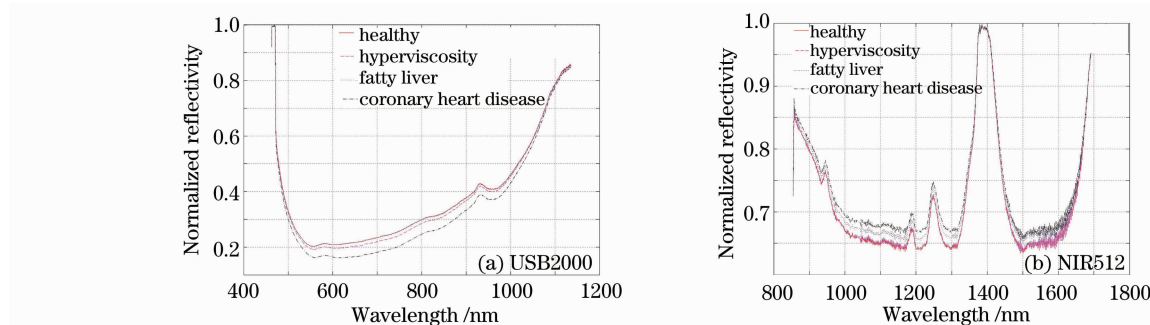 1.0
0.8
0.6
0.4
0.2
Normalized reflectivity
healthy
hyperviscosity
fatty liver
coronary heart disease
(a) USB2000
400 600 800 1000 1200
Wavelength /nm
1.0
0.9
0.8
0.7
Normalized reflectivity
healthy
hyperviscosity
fatty liver
coronary heart disease
(b) NIR512
800 1000 1200 1400 1600 1800
Wavelength /nm